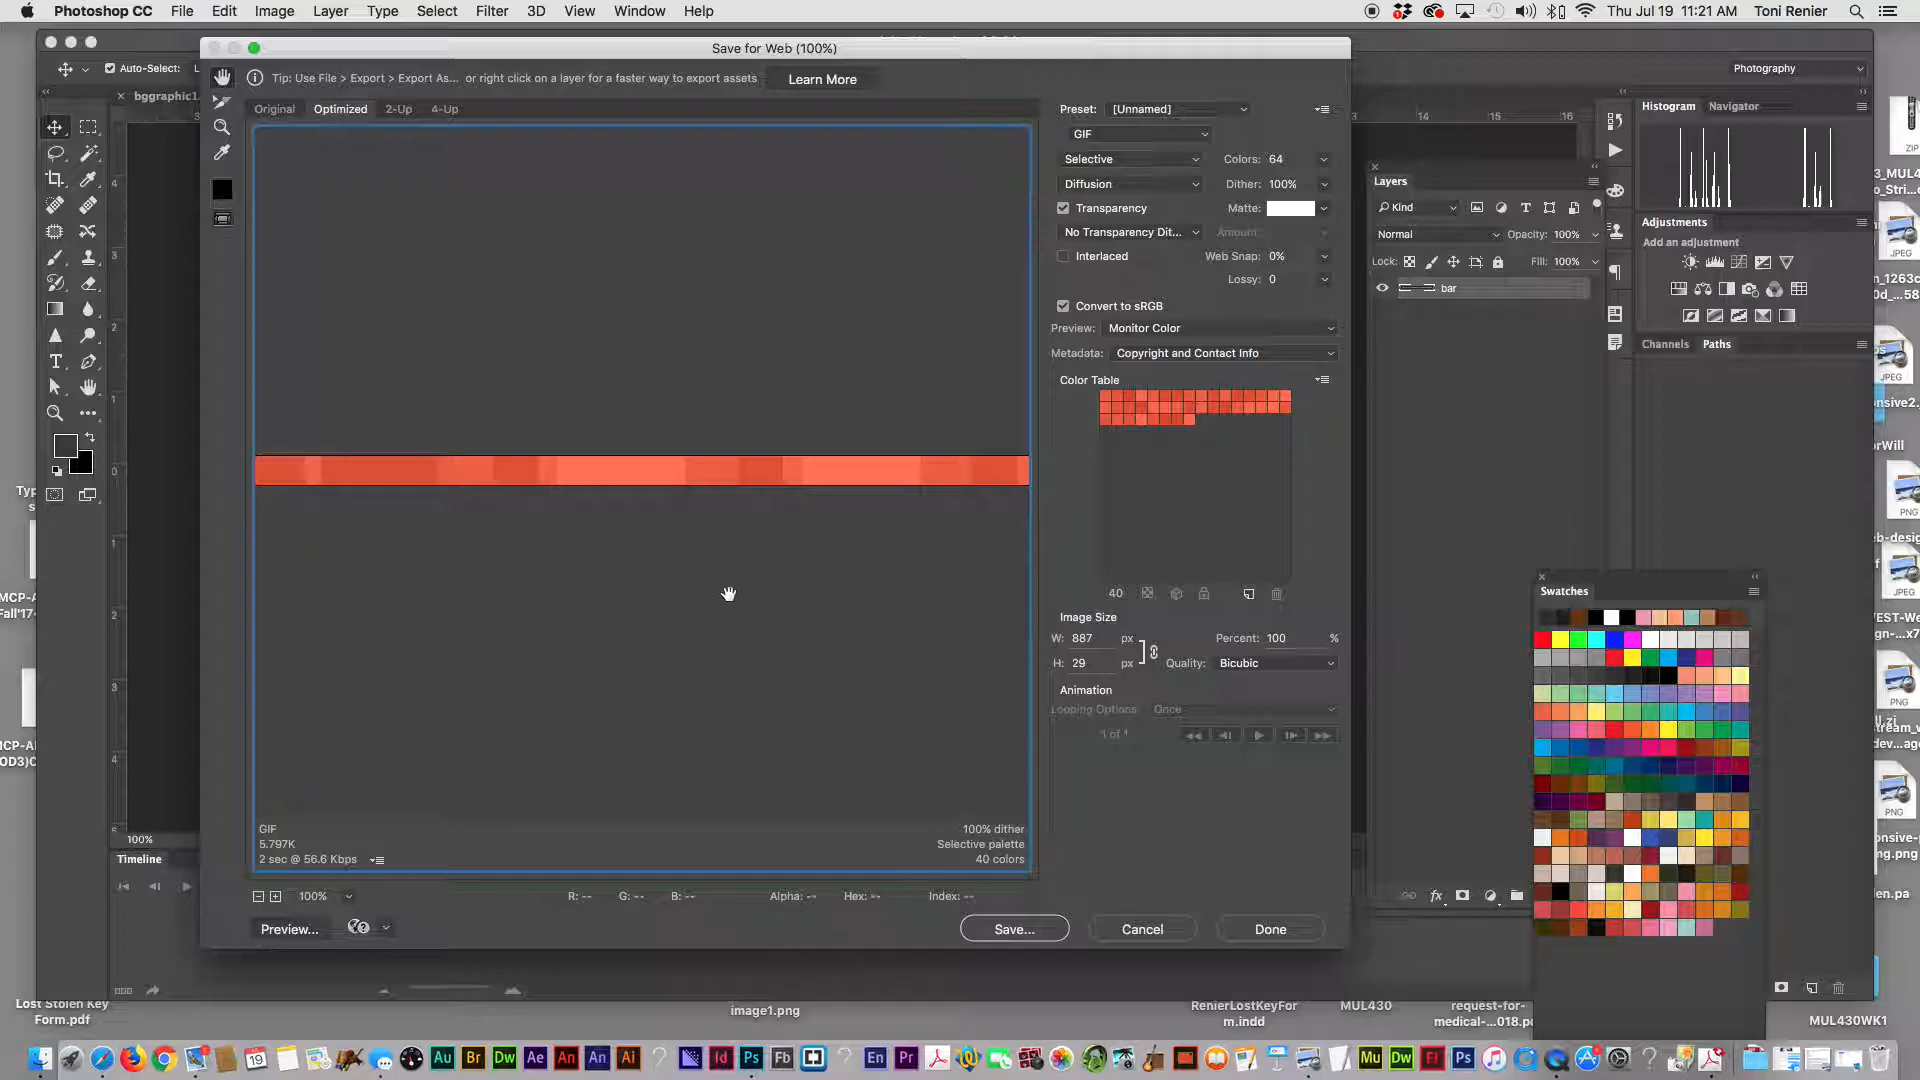 Photoshop CC File Edit Image Layer Type Select Filter 3D View Window Help Thu Jul 19 11:21 AM Toni Renier
Save for Web (100%)
Auto-Select:
Tip: Use File > Export > Export As... or right click on a layer for a faster way to export assets Learn More
Photography
bggraphic1.
Original Optimized 2-Up 4-Up
Preset: [Unnamed]
GIF
Selective Colors: 64
Diffusion Dither: 100%
Transparency Matte:
No Transparency Dit... Amount:
Interlaced Web Snap: 0%
Lossy: 0
Convert to sRGB
Preview: Monitor Color
Metadata: Copyright and Contact Info
Color Table
40
Image Size
W: 887 px Percent: 100 %
H: 29 px Quality: Bicubic
Animation
Looping Options: Once
1 of 1
GIF
5.797K
2 sec @ 56.6 Kbps
100% dither
Selective palette
40 colors
100%
R: -- G: -- B: -- Alpha: -- Hex: -- Index: --
Preview... Save... Cancel Done
14 15 16
Layers
Kind
Normal Opacity: 100%
Lock: Fill: 100%
bar
Histogram Navigator
Adjustments
Add an adjustment
Channels Paths
Swatches
100%
Timeline
Lost Stolen Key
Form.pdf
image1.png
RenierLostKeyFor
m.indd
MUL430
request-for-
medical-...018.pd
MUL430WK1
ZIP
3_MUL4
JPEG
JPEG
PNG
JPEG
PNG
PNG